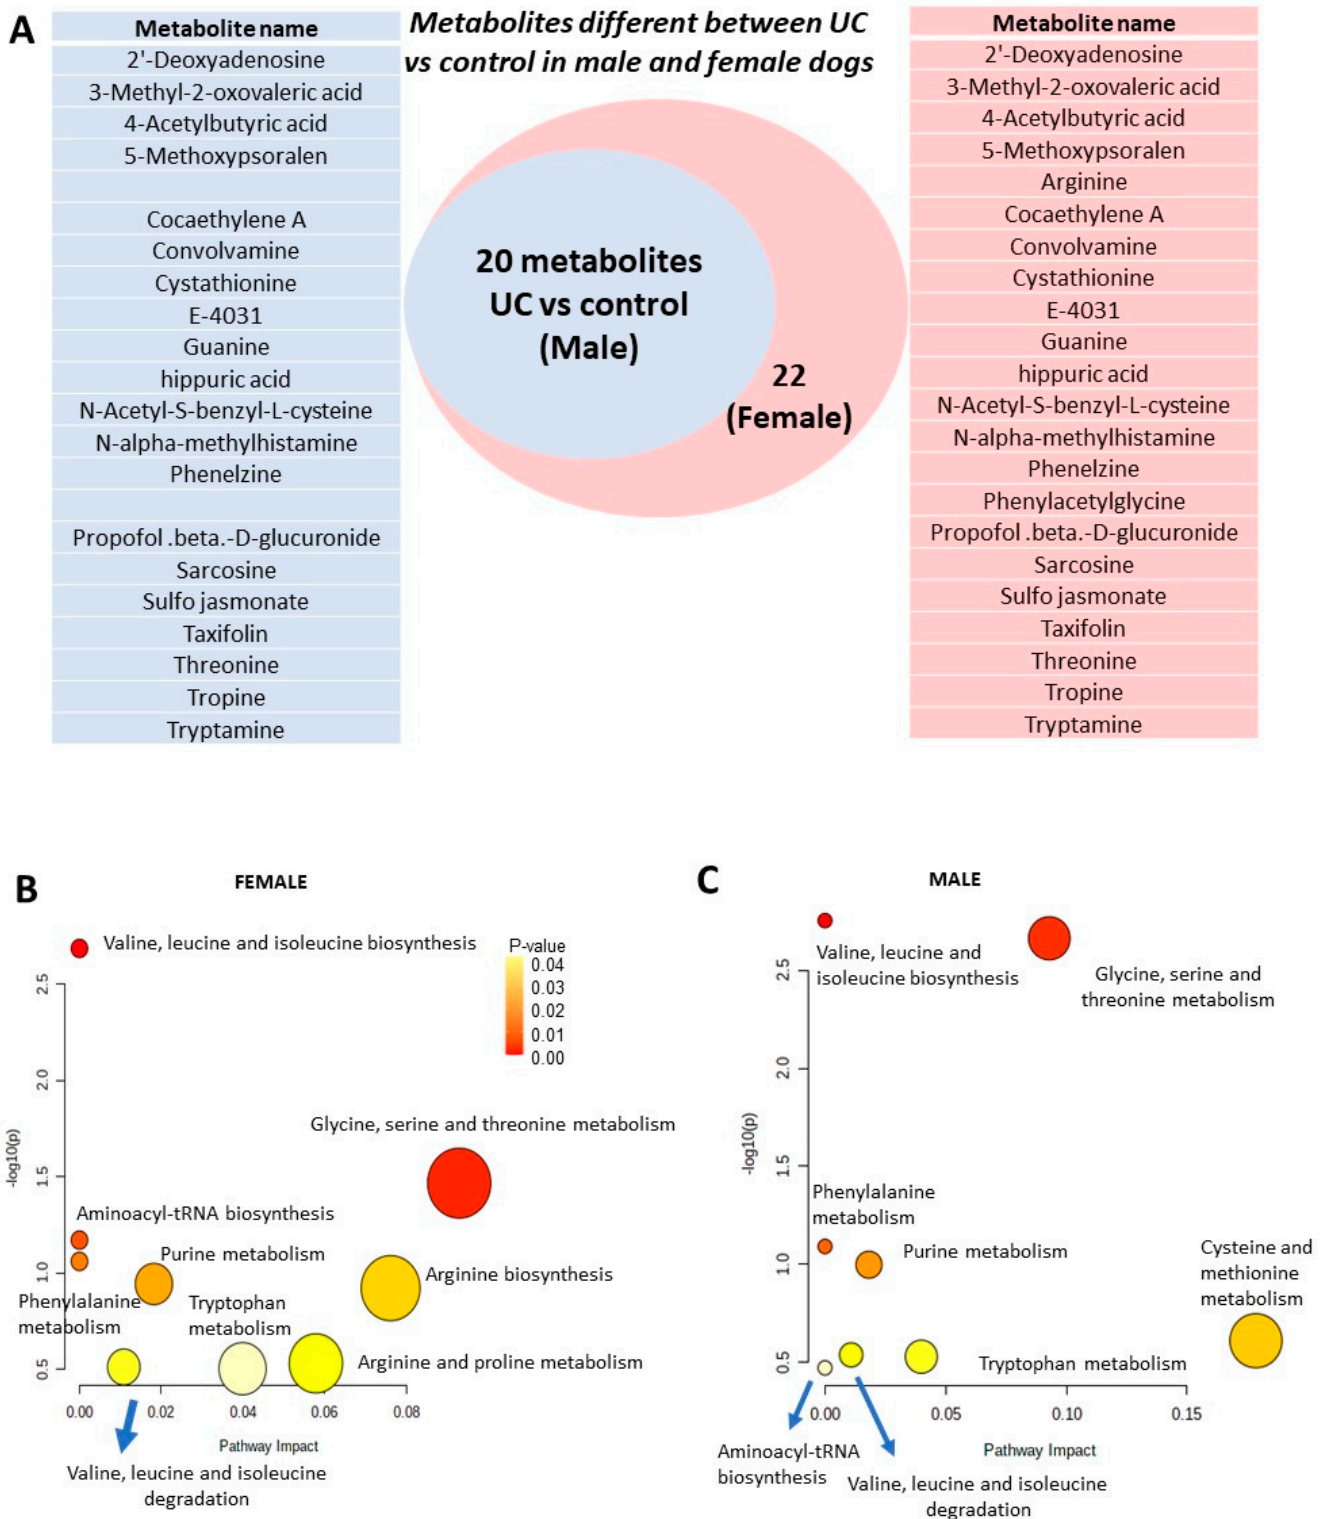 A
Metabolite name
2'-Deoxyadenosine
3-Methyl-2-oxovaleric acid
4-Acetylbutyric acid
5-Methoxypsoralen
Cocaethylene A
Convolvamine
Cystathionine
E-4031
Guanine
hippuric acid
N-Acetyl-S-benzyl-L-cysteine
N-alpha-methylhistamine
Phenelzine
Propofol .beta.-D-glucuronide
Sarcosine
Sulfo jasmonate
Taxifolin
Threonine
Tropine
Tryptamine
Metabolites different between UC
vs control in male and female dogs
20 metabolites
UC vs control
(Male)
22
(Female)
Metabolite name
2'-Deoxyadenosine
3-Methyl-2-oxovaleric acid
4-Acetylbutyric acid
5-Methoxypsoralen
Arginine
Cocaethylene A
Convolvamine
Cystathionine
E-4031
Guanine
hippuric acid
N-Acetyl-S-benzyl-L-cysteine
N-alpha-methylhistamine
Phenelzine
Phenylacetylglycine
Propofol .beta.-D-glucuronide
Sarcosine
Sulfo jasmonate
Taxifolin
Threonine
Tropine
Tryptamine
B
FEMALE
Valine, leucine and isoleucine biosynthesis
P-value
0.04
0.03
0.02
0.01
0.00
2.5
2.0
1.5
1.0
0.5
-log10(p)
Glycine, serine and threonine metabolism
Aminoacyl-tRNA biosynthesis
Purine metabolism
Arginine biosynthesis
Phenylalanine
metabolism
Tryptophan
metabolism
Arginine and proline metabolism
0.00
0.02
0.04
0.06
0.08
Pathway Impact
Valine, leucine and isoleucine
degradation
C
MALE
Valine, leucine and
isoleucine biosynthesis
Glycine, serine and
threonine metabolism
2.5
2.0
1.5
1.0
0.5
-log10(p)
Phenylalanine
metabolism
Purine metabolism
Cysteine and
methionine
metabolism
Tryptophan metabolism
0.00
0.05
0.10
0.15
Pathway Impact
Aminoacyl-tRNA
biosynthesis
Valine, leucine and isoleucine
degradation